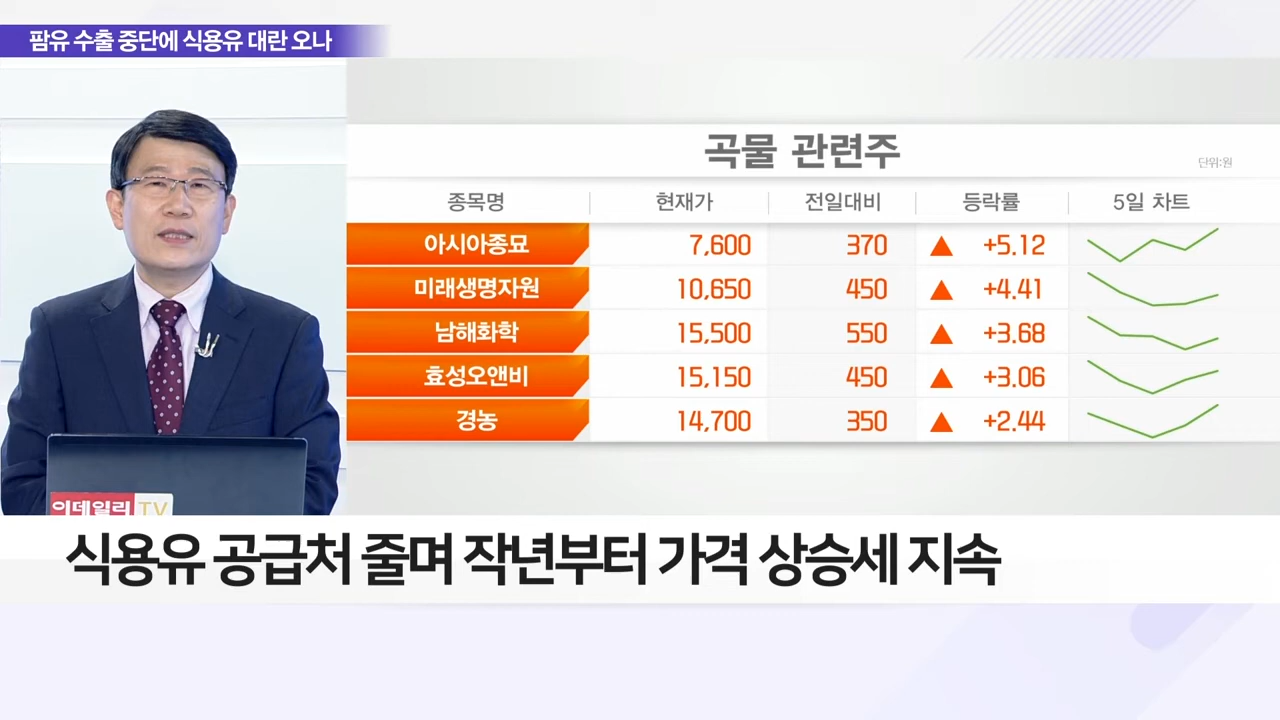 팜유 수출 중단에 식용유 대란 오나
곡물 관련주
단위:원
종목명 현재가 전일대비 등락률 5일 차트
아시아종묘 7,600 370 ▲ +5.12
미래생명자원 10,650 450 ▲ +4.41
남해화학 15,500 550 ▲ +3.68
효성오앤비 15,150 450 ▲ +3.06
경농 14,700 350 ▲ +2.44
이데일리 TV
식용유 공급처 줄며 작년부터 가격 상승세 지속